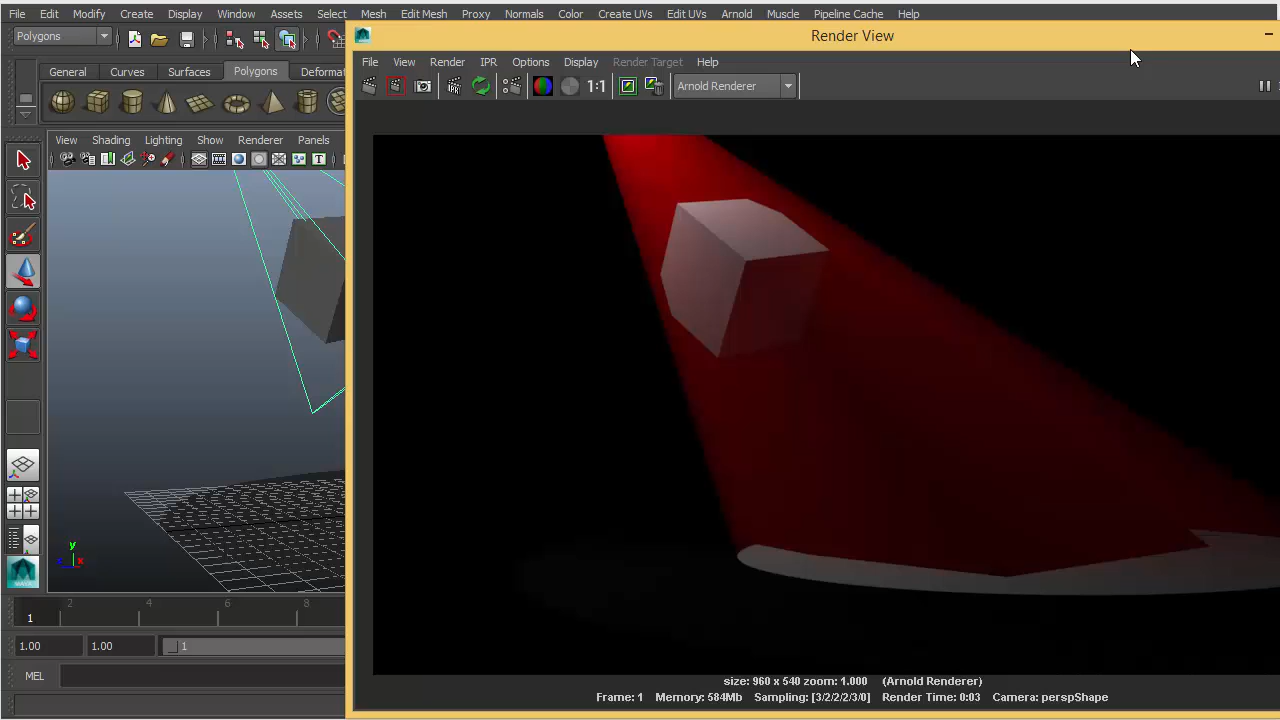 File Edit Modify Create Display Window Assets Select Mesh Edit Mesh Proxy Normals Color Create UVs Edit UVs Arnold Muscle Pipeline Cache Help
Polygons
Render View
File View Render IPR Options Display Render Target Help
General Curves Surfaces Polygons Deformat
1:1 Arnold Renderer
View Shading Lighting Show Renderer Panels
T
y
x
2 4 6 8
1
1.00 1.00 1
MEL
size: 960 x 540 zoom: 1.000 (Arnold Renderer)
Frame: 1 Memory: 584Mb Sampling: [3/2/2/2/3/0] Render Time: 0:03 Camera: perspShape